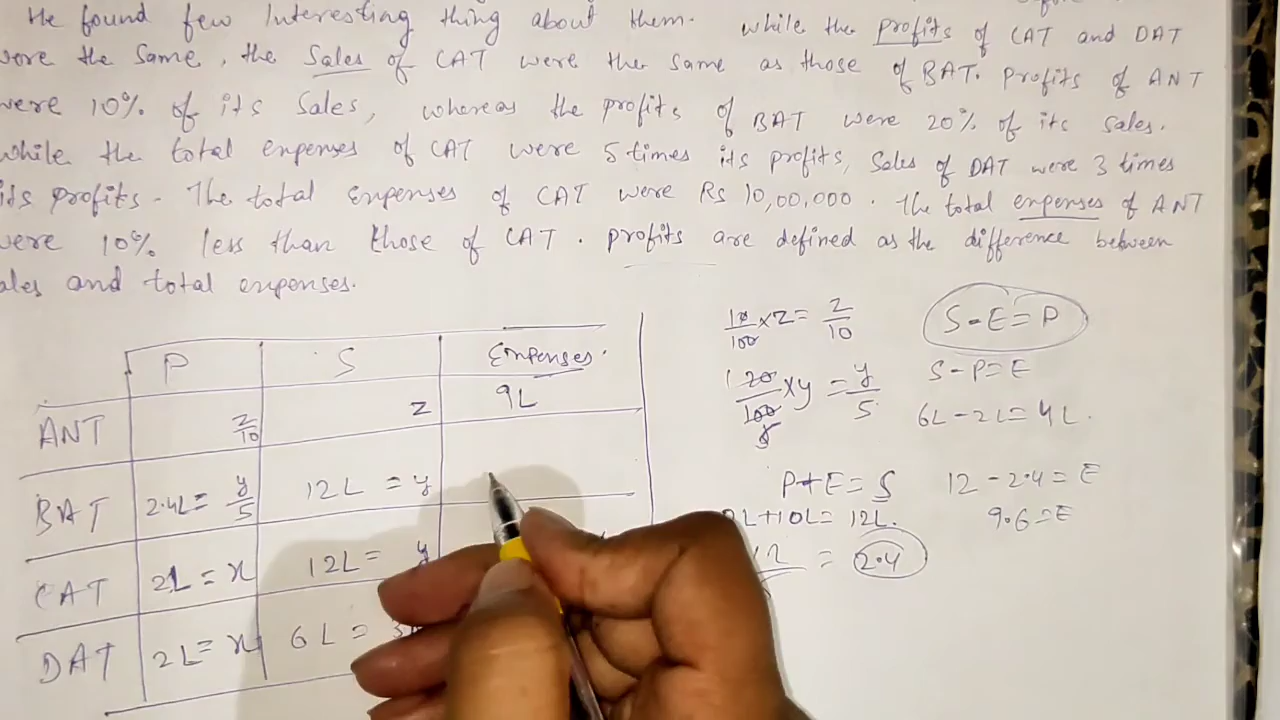 He found few Interesting thing about them. while the profits of CAT and DAT
were the same, the sales of CAT were the same as those of BAT. Profits of ANT
were 10% of its sales, whereas the profits of BAT were 20% of its sales.
while the total expenses of CAT were 5 times its profits, Sales of DAT were 3 times
its profits. The total expenses of CAT were Rs 10,00,000. The total expenses of ANT
were 10% less than those of CAT. profits are defined as the difference between
ales and total expenses.
P S Expenses
ANT z/10 z 9L
BAT 2.4L = y/5 12L = y
CAT 2L = x 12L = y
DAT 2L = x 6L =
10/100 x z = z/10
20/100 x y = y/5
5
S - E = P
S - P = E
6L - 2L = 4L.
P + E = S
L + 10L = 12L.
12 = 2.4
12 - 2.4 = E
9.6 = E